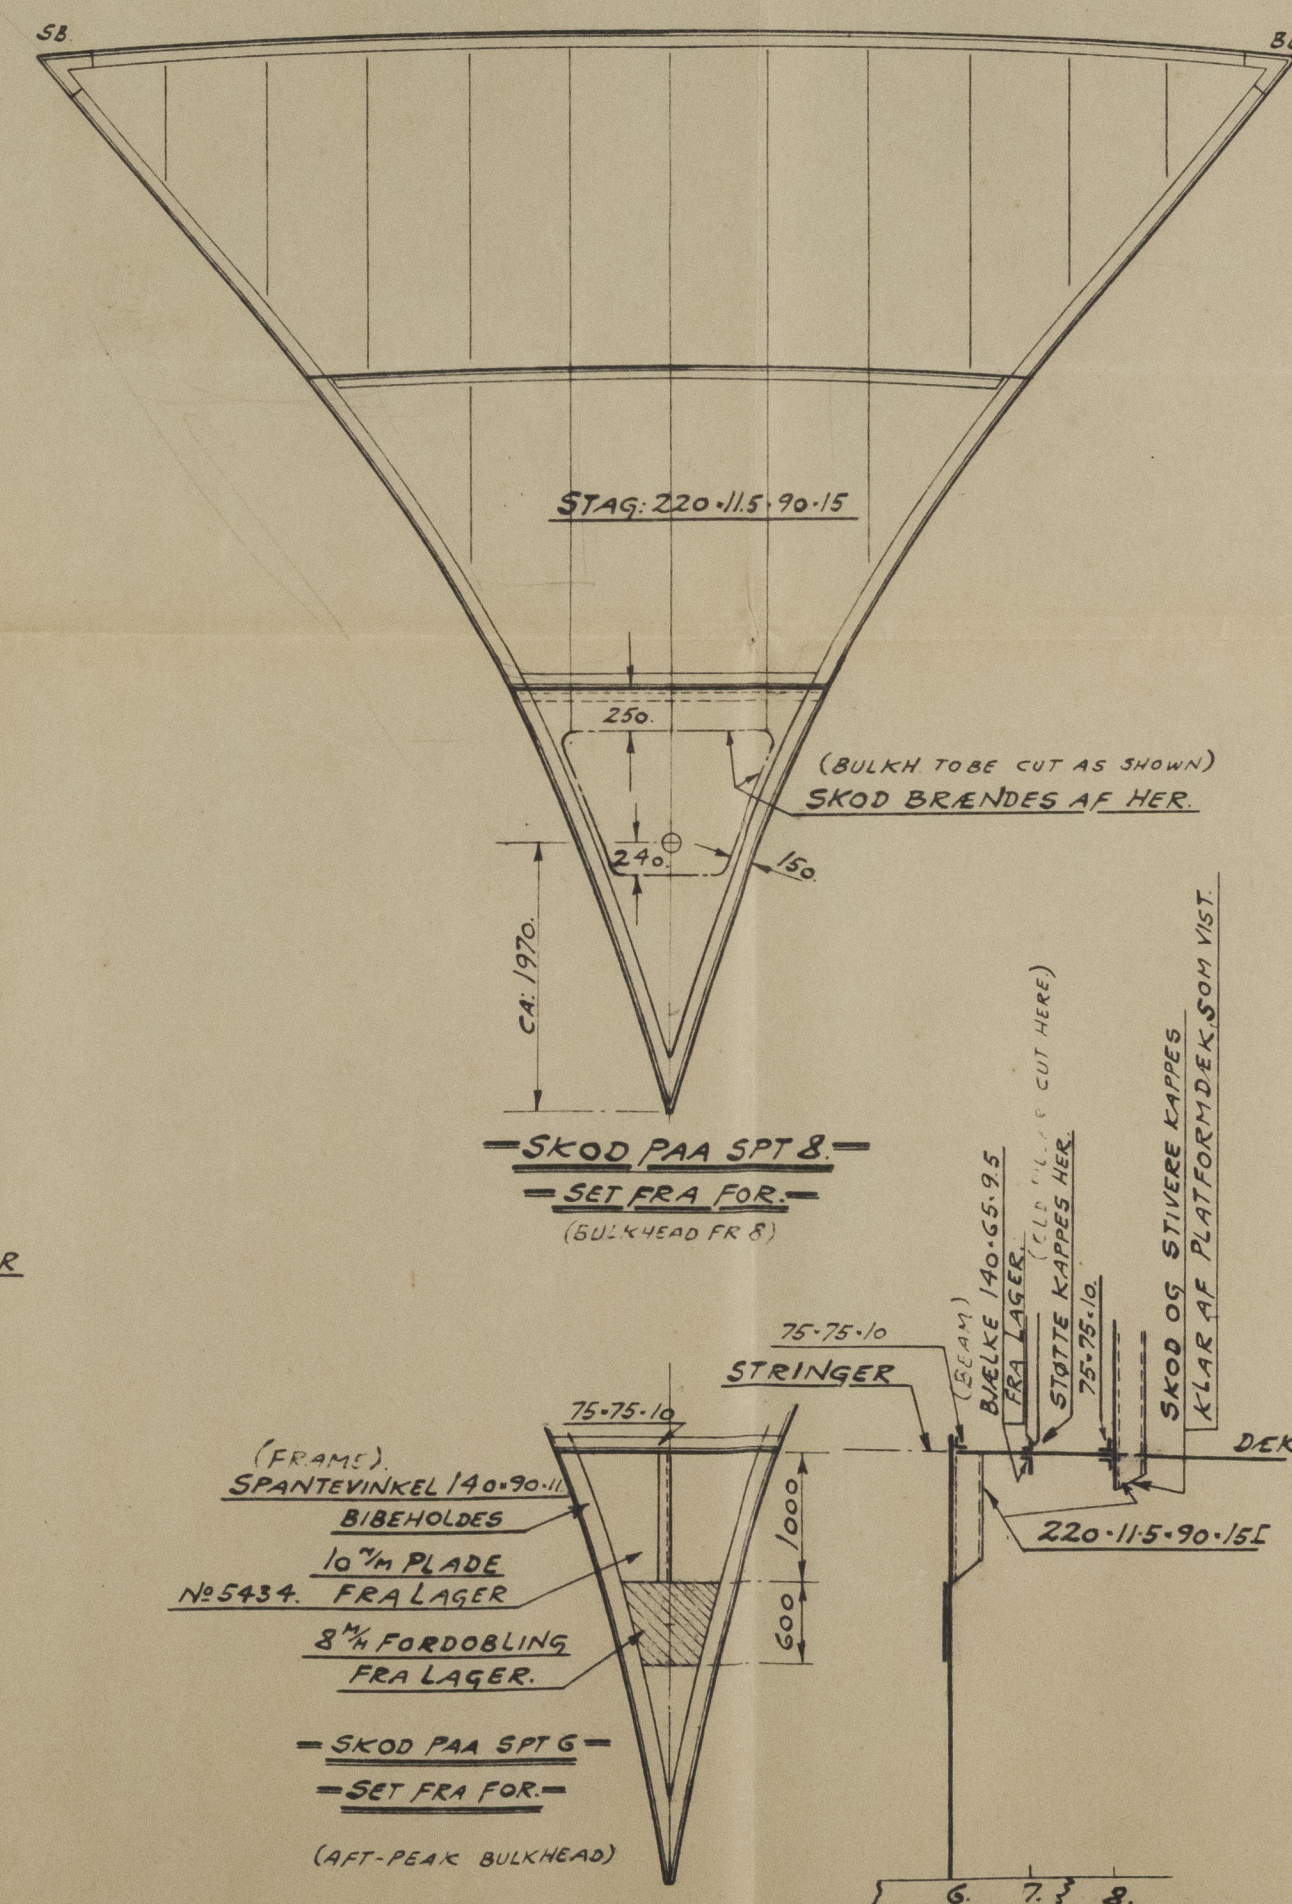 SB.
STAG: 220·11.5·90·15
250.
(BULKH. TO BE CUT AS SHOWN)
SKOD BRÆNDES AF HER.
240.
150.
CA: 1970.
SKOD PAA SPT 8.
SET FRA FOR.
(BULKHEAD FR 8)
R
75·75·10
STRINGER
(BEAM)
BJÆLKE 140·65·9.5
FRA LAGER.
(OLD CUT HERE)
STØTTE KAPPES HER.
75·75·10.
SKOD OG STIVERE KAPPES
KLAR AF PLATFORMDÆK, SOM VIST.
DÆK
220·11·5·90·15
75·75·10
(FRAME).
SPANTEVINKEL 140·90·11
BIBEHOLDES
10 M/M PLADE
No 5434. FRA LAGER
8 M/M FORDOBLING
FRA LAGER.
1000
600
SKOD PAA SPT 6
SET FRA FOR.
(AFT-PEAK BULKHEAD)
6. 7. 8.